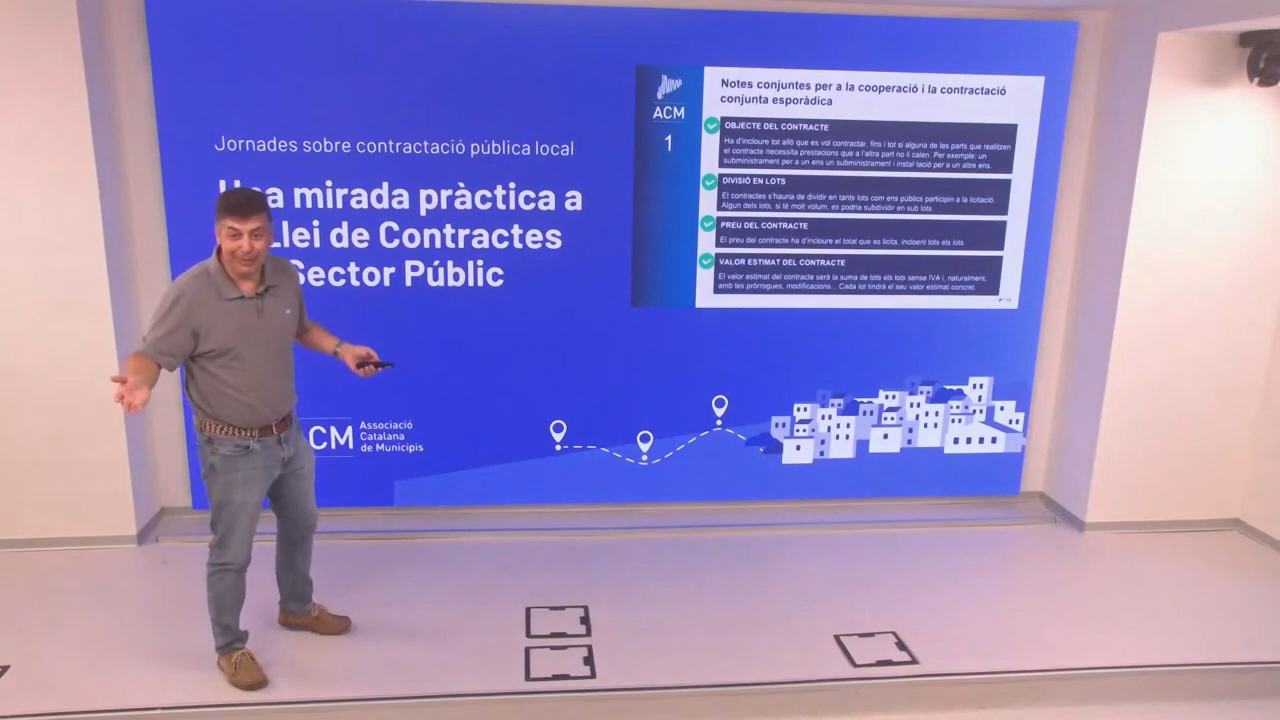 Jornades sobre contractació pública local
mirada pràctica a
Llei de Contractes
Sector Públic
CM
Associació
Catalana
de Municipis
ACM
1
Notes conjuntes per a la cooperació i la contractació
conjunta esporàdica
OBJECTE DEL CONTRACTE
Ha d'incloure tot allò que es vol contractar, fins i tot si alguna de les parts que realitzen
el contracte necessita prestacions que a l'altra part no li calen. Per exemple: un
subministrament per a un ens un subministrament i instal·lació per a un altre ens.
DIVISIÓ EN LOTS
El contractes s'hauria de dividir en tants lots com ens públics participin a la licitació.
Algun dels lots, si té molt volum, es podria subdividir en sub lots.
PREU DEL CONTRACTE
El preu del contracte ha d'incloure el total que es licita, incloent tots els lots
VALOR ESTIMAT DEL CONTRACTE
El valor estimat del contracte serà la suma de tots els lots sense IVA i, naturalment,
amb les pròrrogues, modificacions... Cada lot tindrà el seu valor estimat concret.